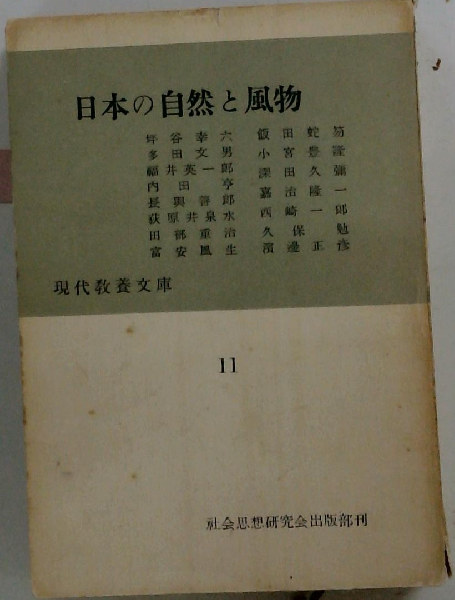 日本の自然と風物
坪谷幸六 飯田蛇笏
多田文男 小宮豊隆
福井英一郎 深田久彌
内田亨 嘉治隆一
長與善郎 西崎一郎
荻原井泉水 久保勉
田部重治 渡邊正彦
富安風生
現代教養文庫
11
社会思想研究会出版部刊